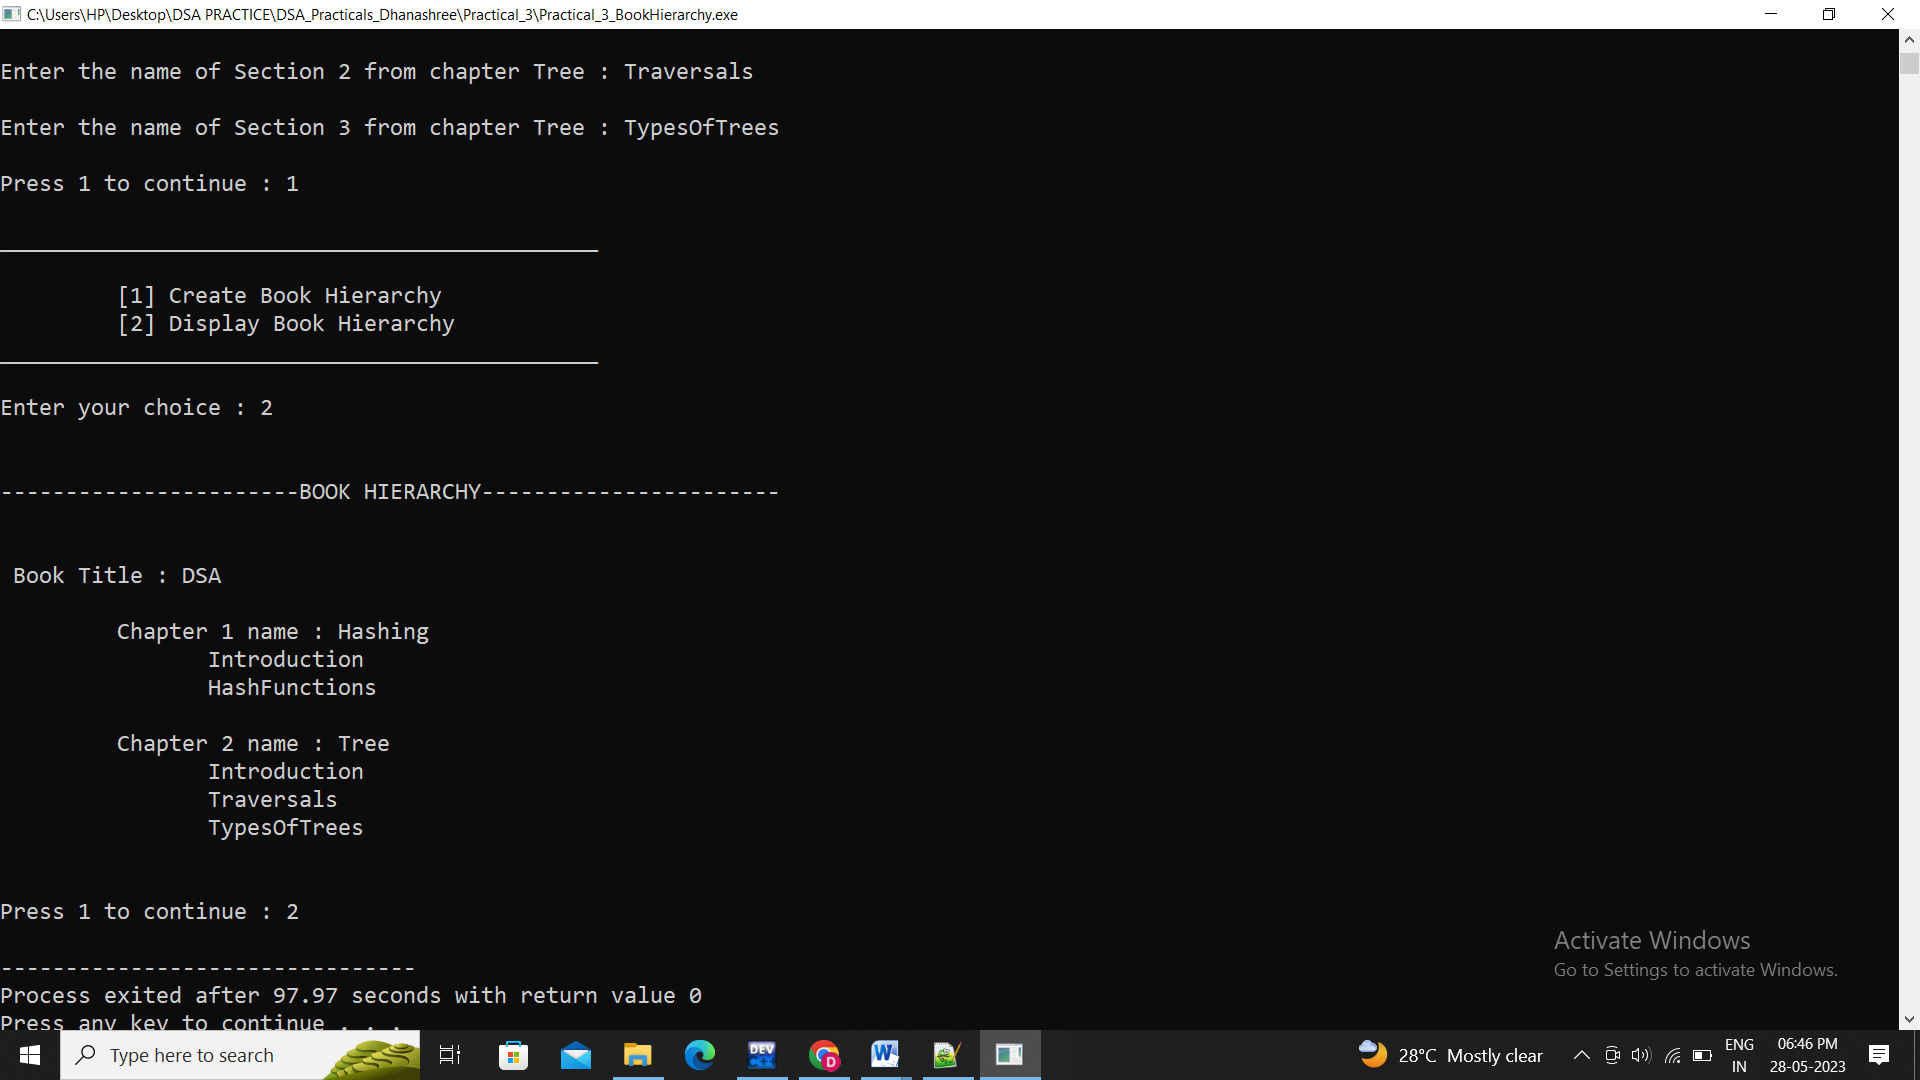 C:\Users\HP\Desktop\DSA PRACTICE\DSA_Practicals_Dhanashree\Practical_3\Practical_3_BookHierarchy.exe
Enter the name of Section 2 from chapter Tree : Traversals
Enter the name of Section 3 from chapter Tree : TypesOfTrees
Press 1 to continue : 1
______________________________________________
[1] Create Book Hierarchy
[2] Display Book Hierarchy
______________________________________________
Enter your choice : 2
-----------------------BOOK HIERARCHY-----------------------
Book Title : DSA
Chapter 1 name : Hashing
Introduction
HashFunctions
Chapter 2 name : Tree
Introduction
Traversals
TypesOfTrees
Press 1 to continue : 2
--------------------------------
Process exited after 97.97 seconds with return value 0
Press any key to continue . . .
Activate Windows
Go to Settings to activate Windows.
Type here to search
DEV
C++
D
W
28°C Mostly clear
ENG
IN
06:46 PM
28-05-2023